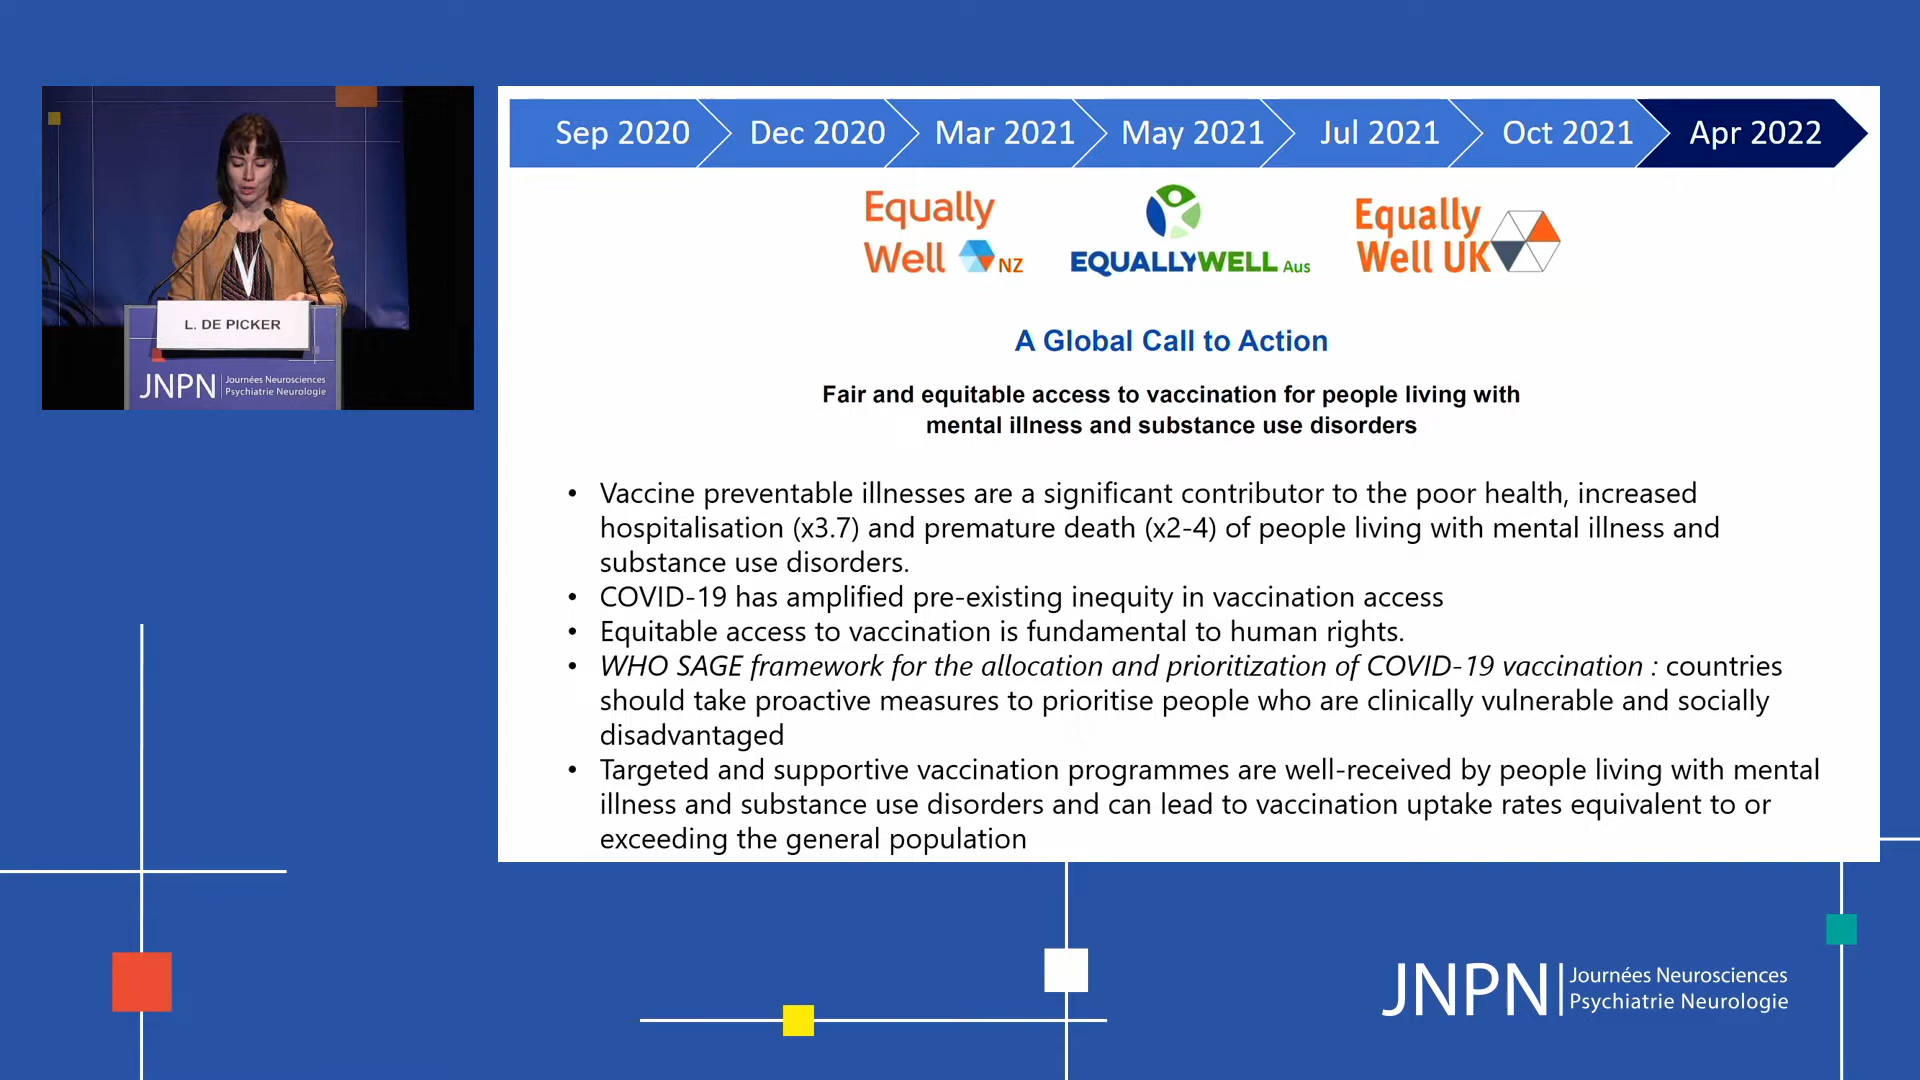 Sep 2020 Dec 2020 Mar 2021 May 2021 Jul 2021 Oct 2021 Apr 2022
Equally
Well NZ
EQUALLYWELL Aus
Equally
Well UK
A Global Call to Action
Fair and equitable access to vaccination for people living with
mental illness and substance use disorders
• Vaccine preventable illnesses are a significant contributor to the poor health, increased
hospitalisation (x3.7) and premature death (x2-4) of people living with mental illness and
substance use disorders.
• COVID-19 has amplified pre-existing inequity in vaccination access
• Equitable access to vaccination is fundamental to human rights.
• WHO SAGE framework for the allocation and prioritization of COVID-19 vaccination : countries
should take proactive measures to prioritise people who are clinically vulnerable and socially
disadvantaged
• Targeted and supportive vaccination programmes are well-received by people living with mental
illness and substance use disorders and can lead to vaccination uptake rates equivalent to or
exceeding the general population
L. DE PICKER
JNPN Journées Neurosciences
Psychiatrie Neurologie
JNPN Journées Neurosciences
Psychiatrie Neurologie